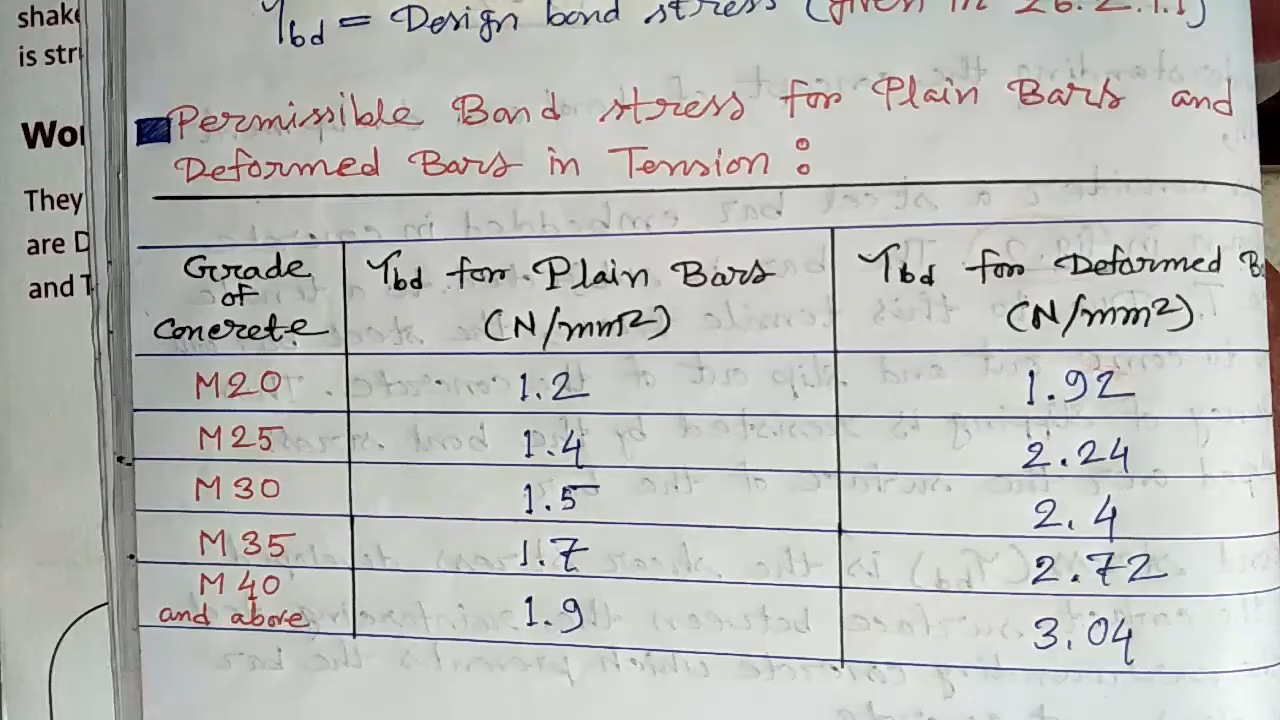 shake
is str
Wor
They
are D
and T
τbd = Design bond stress (given in 26.2.1.1)
Permissible Bond stress for Plain Bars and
Deformed Bars in Tension :
Grade of Concrete τbd for Plain Bars (N/mm2) τbd for Deformed B (N/mm2)
M20 1.2 1.92
M25 1.4 2.24
M30 1.5 2.4
M35 1.7 2.72
M40 and above 1.9 3.04